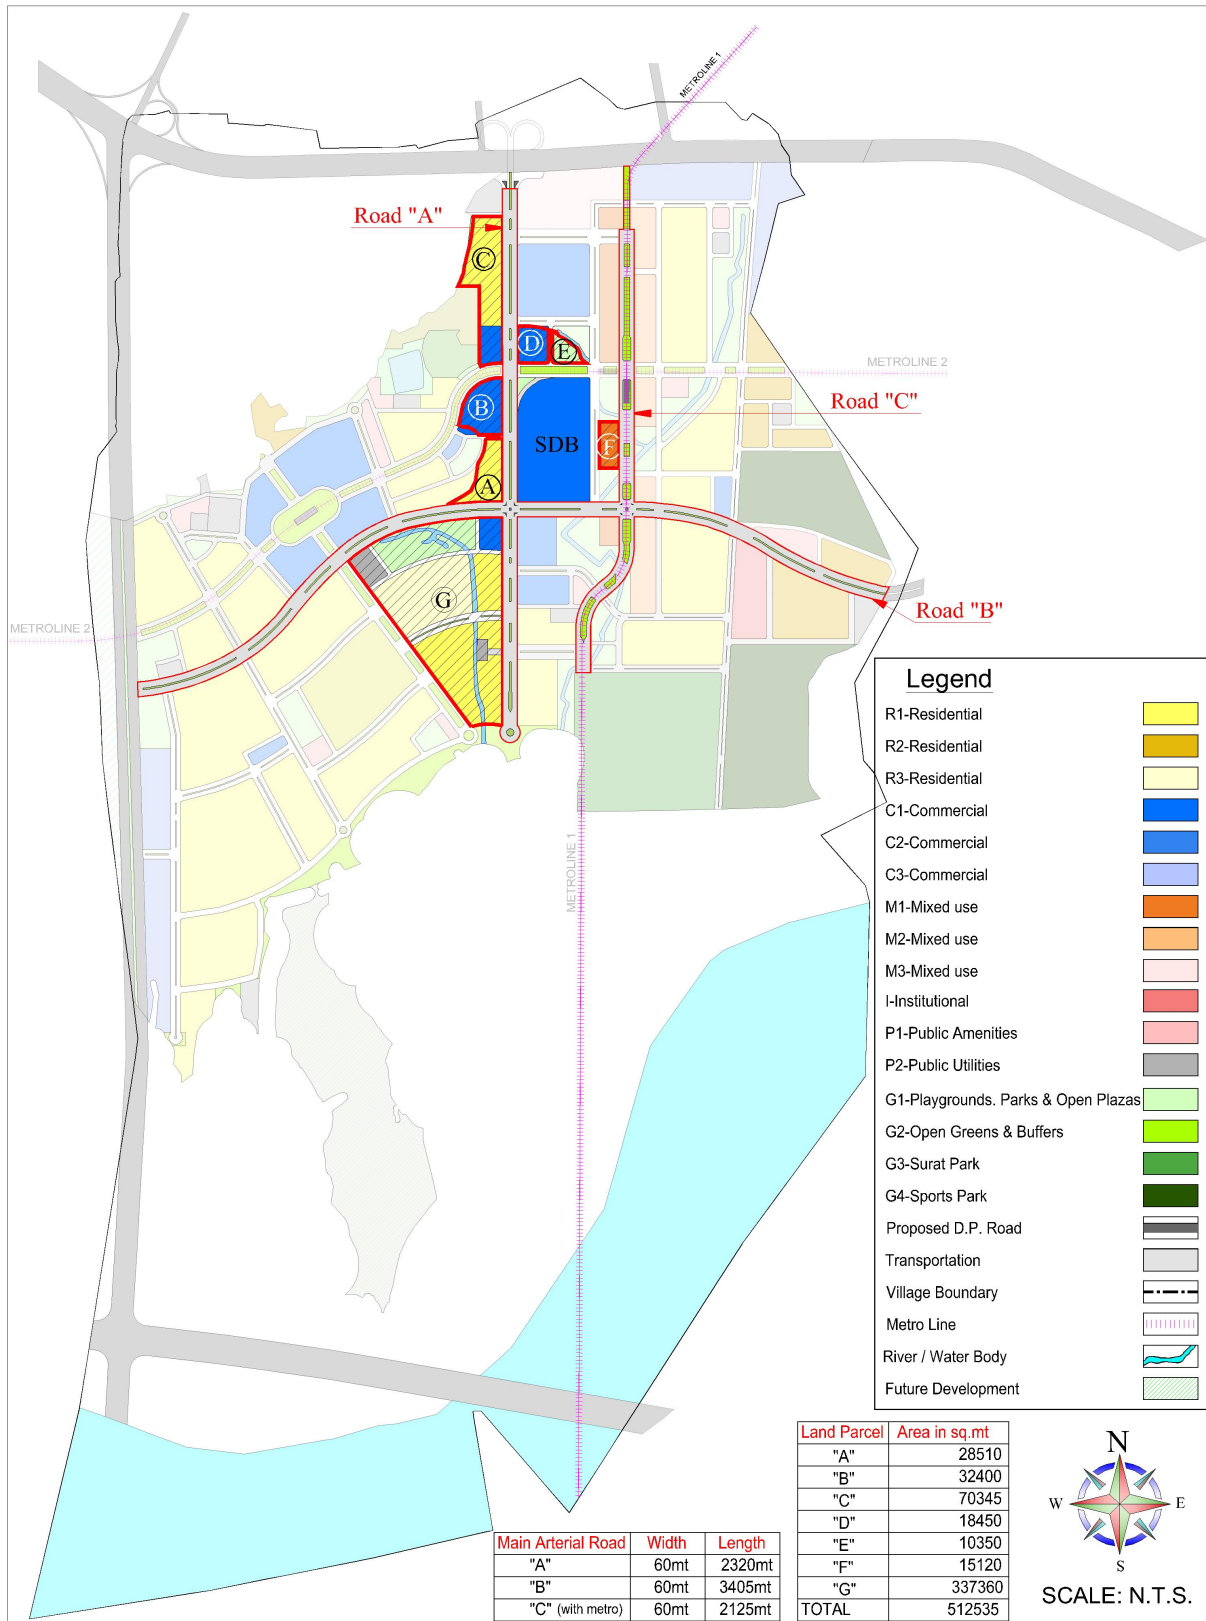 METROLINE 1
Road "A"
C
D
E
METROLINE 2
Road "C"
B
SDB
F
A
G
METROLINE 2
Road "B"
METROLINE 1
Legend
R1-Residential
R2-Residential
R3-Residential
C1-Commercial
C2-Commercial
C3-Commercial
M1-Mixed use
M2-Mixed use
M3-Mixed use
I-Institutional
P1-Public Amenities
P2-Public Utilities
G1-Playgrounds. Parks & Open Plazas
G2-Open Greens & Buffers
G3-Surat Park
G4-Sports Park
Proposed D.P. Road
Transportation
Village Boundary
Metro Line
River / Water Body
Future Development
Land Parcel Area in sq.mt
"A" 28510
"B" 32400
"C" 70345
"D" 18450
"E" 10350
"F" 15120
"G" 337360
TOTAL 512535
Main Arterial Road Width Length
"A" 60mt 2320mt
"B" 60mt 3405mt
"C" (with metro) 60mt 2125mt
N
W E
S
SCALE: N.T.S.